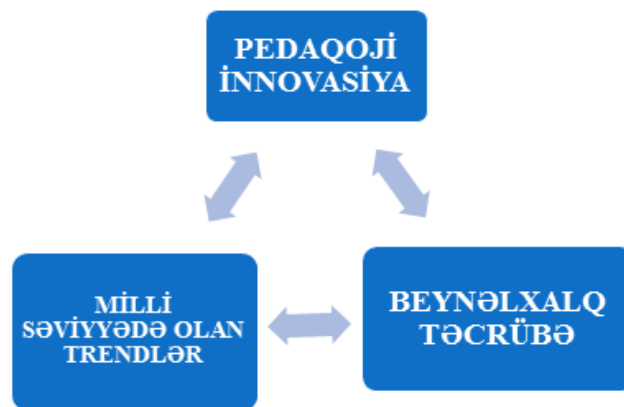 PEDAQOJİ
İNNOVASİYA
MİLLİ
SƏVİYYƏDƏ OLAN
TRENDLƏR
BEYNƏLXALQ
TƏCRÜBƏ